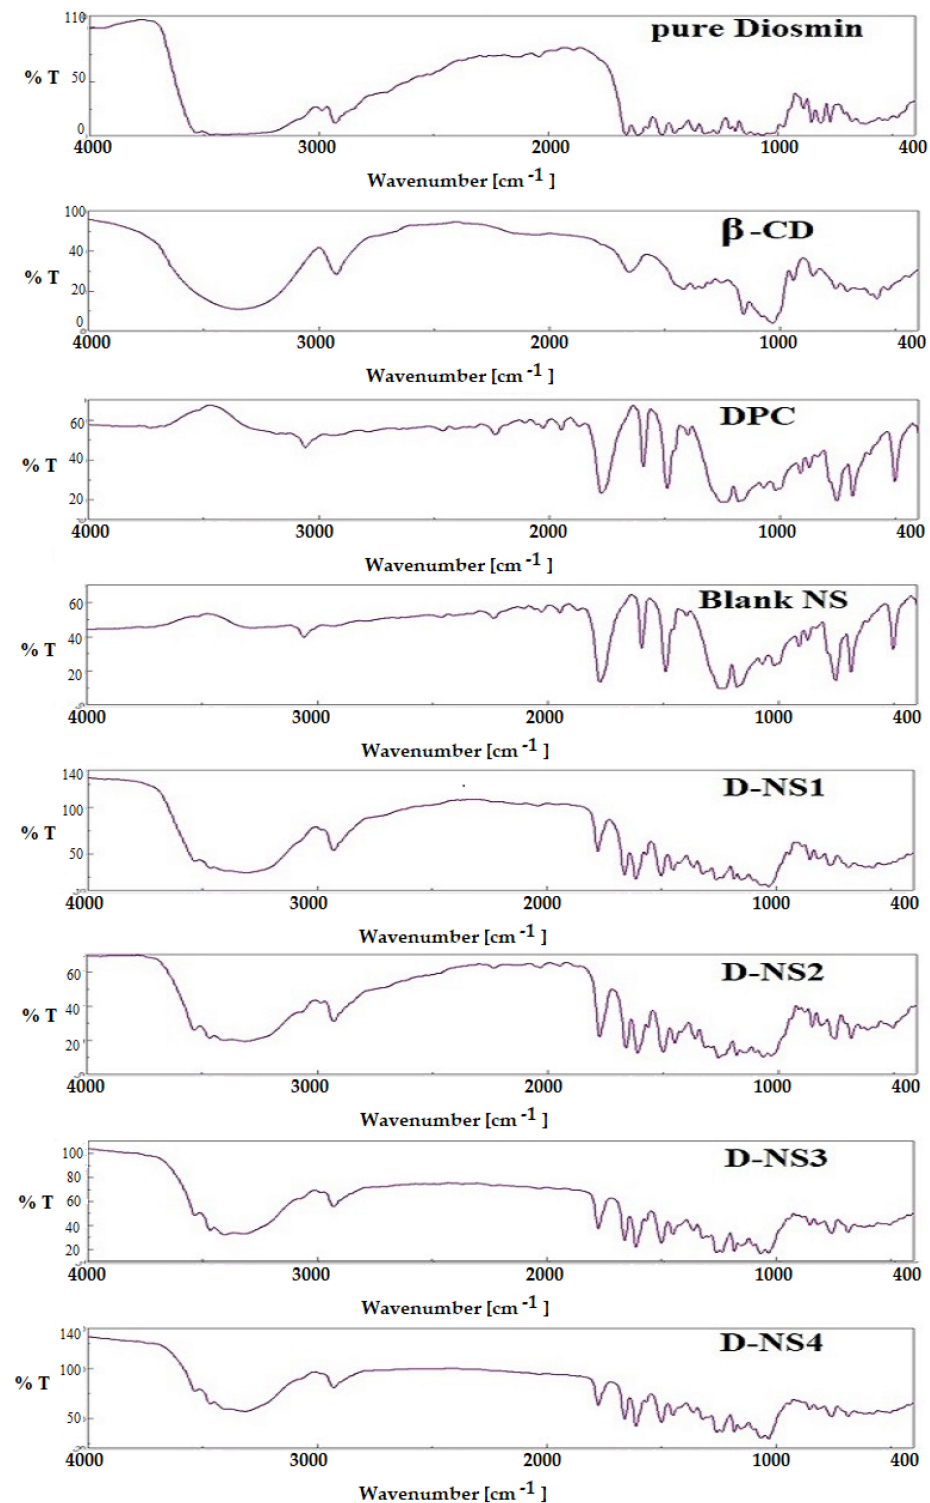 pure Diosmin
110
% T
50
0
4000 3000 2000 1000 400
Wavenumber [cm -1 ]
β -CD
100
40
% T
20
0
4000 3000 2000 1000 400
Wavenumber [cm -1 ]
DPC
60
40
% T
20
4000 3000 2000 1000 400
Wavenumber [cm -1 ]
Blank NS
60
40
% T
20
4000 3000 2000 1000 400
Wavenumber [cm -1 ]
D-NS1
140
100
% T
50
4000 3000 2000 1000 400
Wavenumber [cm -1 ]
D-NS2
60
40
% T
20
4000 3000 2000 1000 400
Wavenumber [cm -1 ]
D-NS3
100
80
60
% T
40
20
4000 3000 2000 1000 400
Wavenumber [cm -1 ]
D-NS4
140
100
% T
50
4000 3000 2000 1000 400
Wavenumber [cm -1 ]